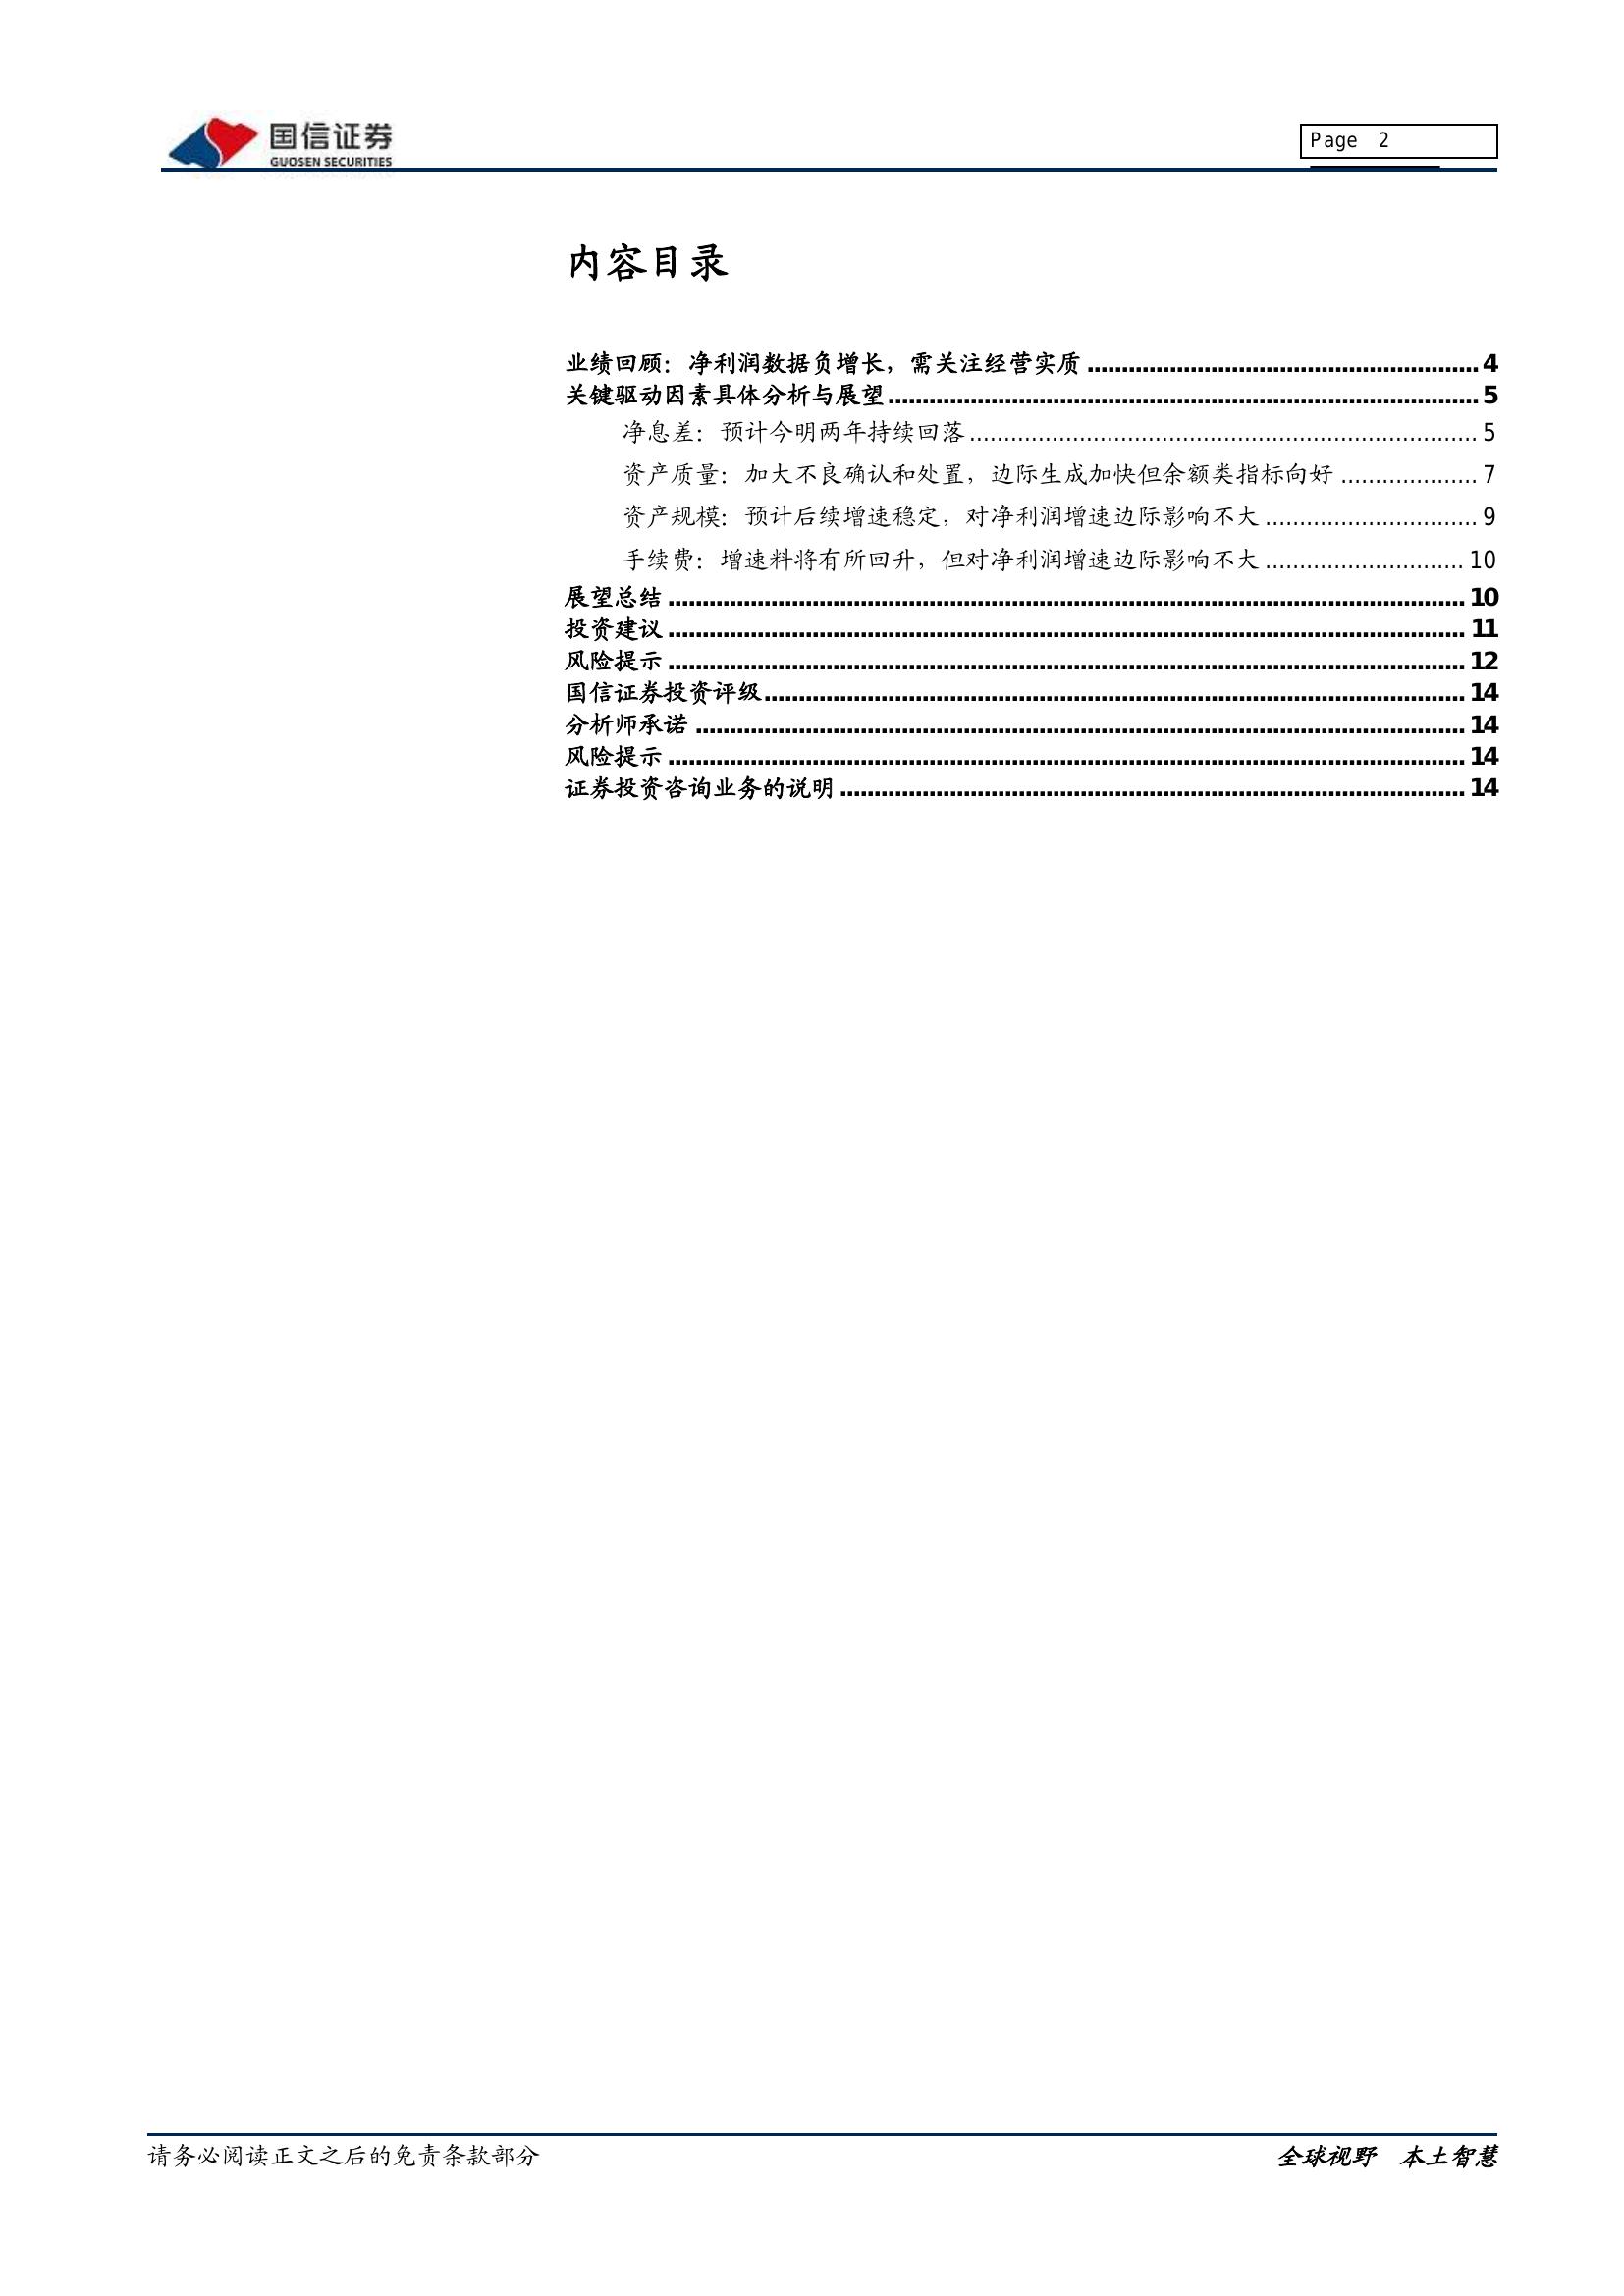 国信证券
GUOSEN SECURITIES
Page 2
内容目录
业绩回顾：净利润数据负增长，需关注经营实质 ......................................................... 4
关键驱动因素具体分析与展望 ...................................................................................... 5
净息差：预计今明两年持续回落 .......................................................................... 5
资产质量：加大不良确认和处置，边际生成加快但余额类指标向好 .................... 7
资产规模：预计后续增速稳定，对净利润增速边际影响不大 ............................... 9
手续费：增速料将有所回升，但对净利润增速边际影响不大 ............................. 10
展望总结 .................................................................................................................... 10
投资建议 .................................................................................................................... 11
风险提示 .................................................................................................................... 12
国信证券投资评级 ...................................................................................................... 14
分析师承诺 ................................................................................................................ 14
风险提示 .................................................................................................................... 14
证券投资咨询业务的说明 ........................................................................................... 14
请务必阅读正文之后的免责条款部分
全球视野 本土智慧